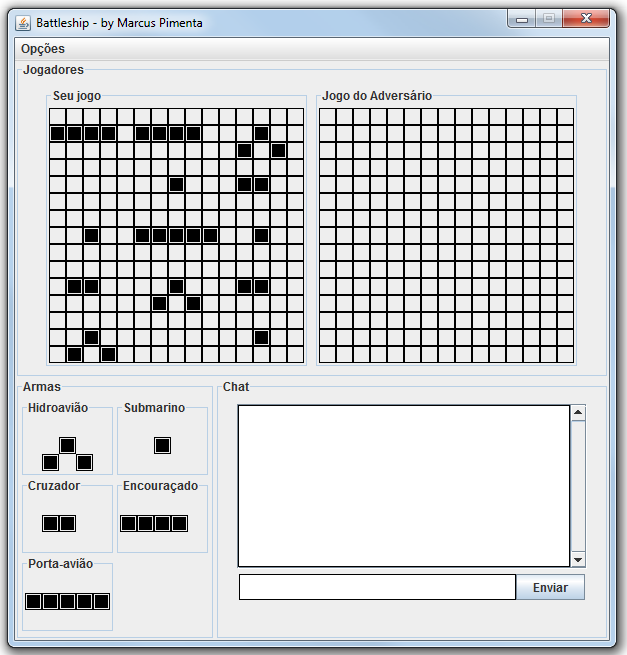 Battleship - by Marcus Pimenta
Opções
Jogadores
Seu jogo
Jogo do Adversário
Armas
Chat
Hidroavião
Submarino
Cruzador
Encouraçado
Porta-avião
Enviar